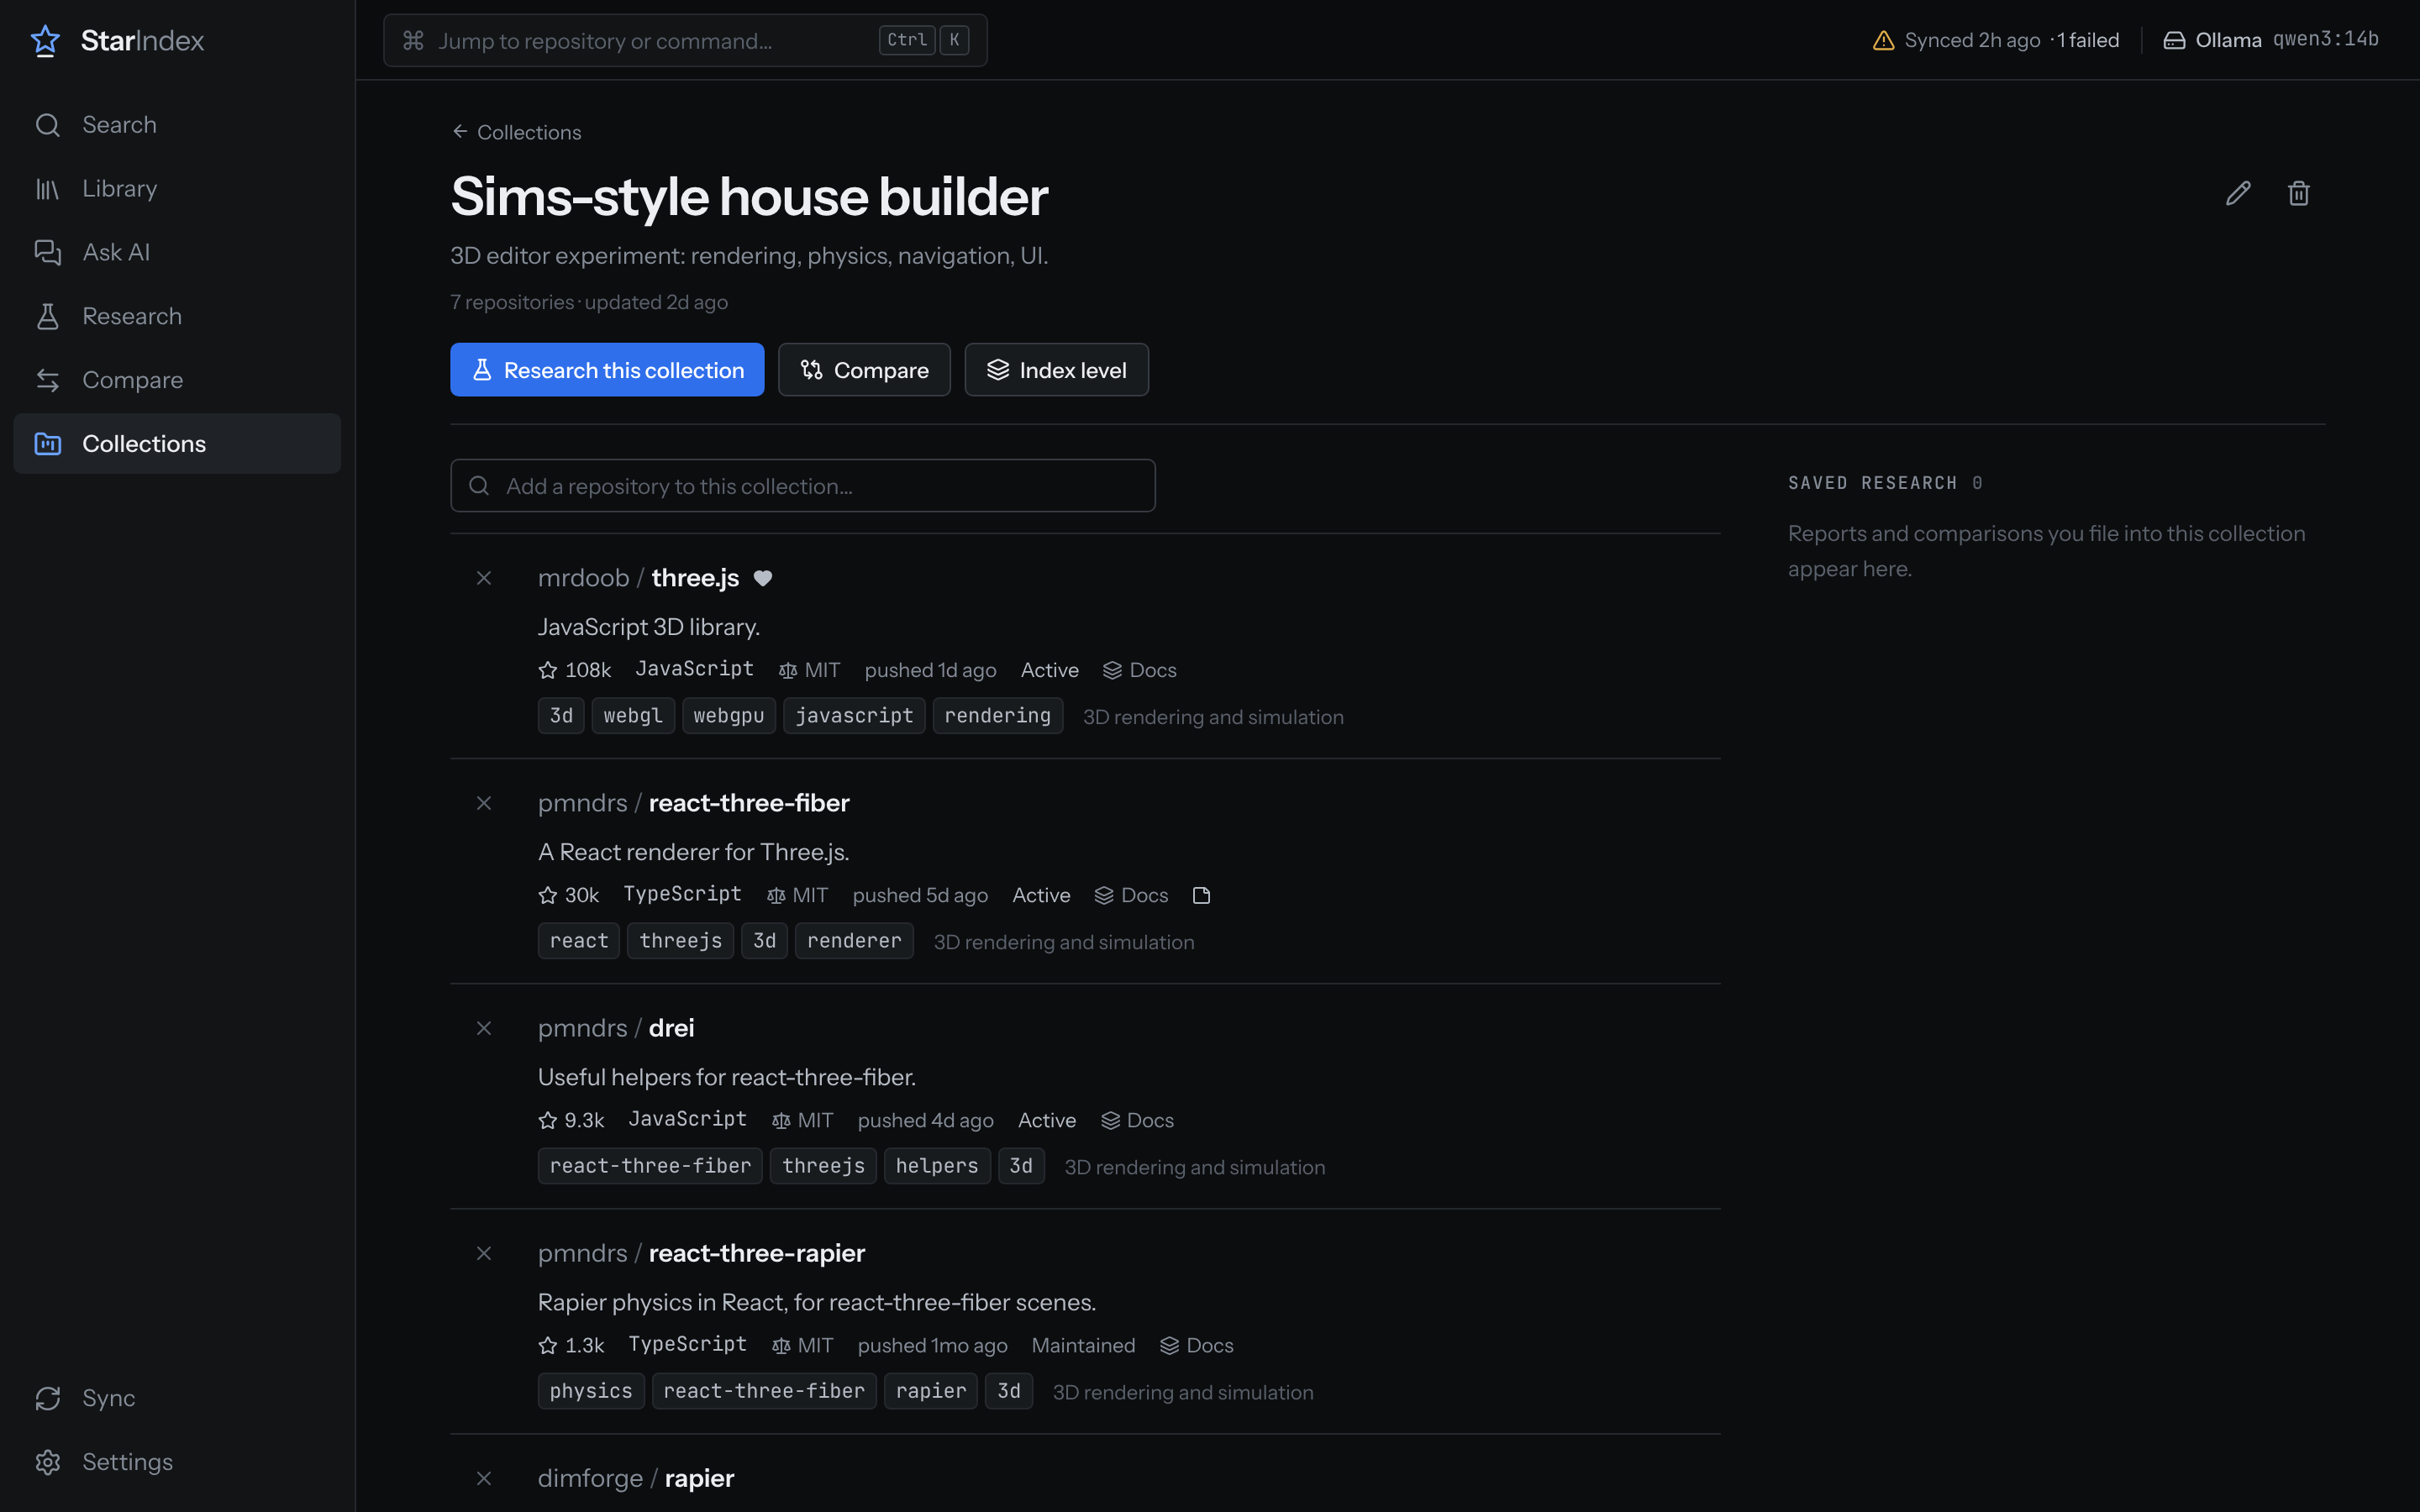 StarIndex
Jump to repository or command...
Ctrl K
Synced 2h ago · 1 failed
Ollama qwen3:14b
Search
Library
Ask AI
Research
Compare
Collections
Sync
Settings
Collections
Sims-style house builder
3D editor experiment: rendering, physics, navigation, UI.
7 repositories · updated 2d ago
Research this collection
Compare
Index level
Add a repository to this collection...
mrdoob / three.js
JavaScript 3D library.
108k JavaScript MIT pushed 1d ago Active Docs
3d webgl webgpu javascript rendering 3D rendering and simulation
pmndrs / react-three-fiber
A React renderer for Three.js.
30k TypeScript MIT pushed 5d ago Active Docs
react threejs 3d renderer 3D rendering and simulation
pmndrs / drei
Useful helpers for react-three-fiber.
9.3k JavaScript MIT pushed 4d ago Active Docs
react-three-fiber threejs helpers 3d 3D rendering and simulation
pmndrs / react-three-rapier
Rapier physics in React, for react-three-fiber scenes.
1.3k TypeScript MIT pushed 1mo ago Maintained Docs
physics react-three-fiber rapier 3d 3D rendering and simulation
dimforge / rapier
SAVED RESEARCH 0
Reports and comparisons you file into this collection
appear here.